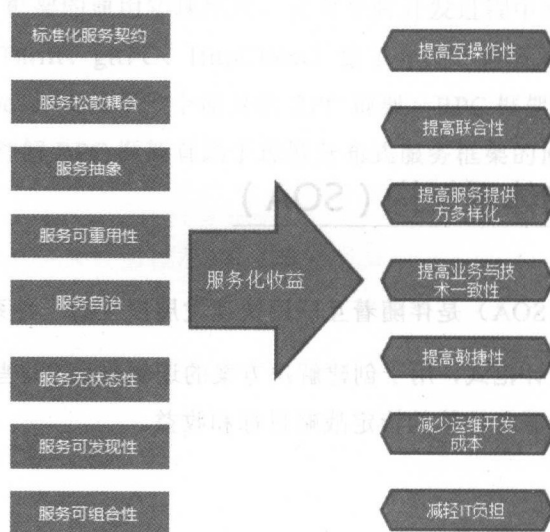 标准化服务契约
服务松散耦合
服务抽象
服务可重用性
服务自治
服务无状态性
服务可发现性
服务可组合性
服务化收益
提高互操作性
提高联合性
提高服务提供
方多样化
提高业务与技
术一致性
提高敏捷性
减少运维开发
成本
减轻IT负担